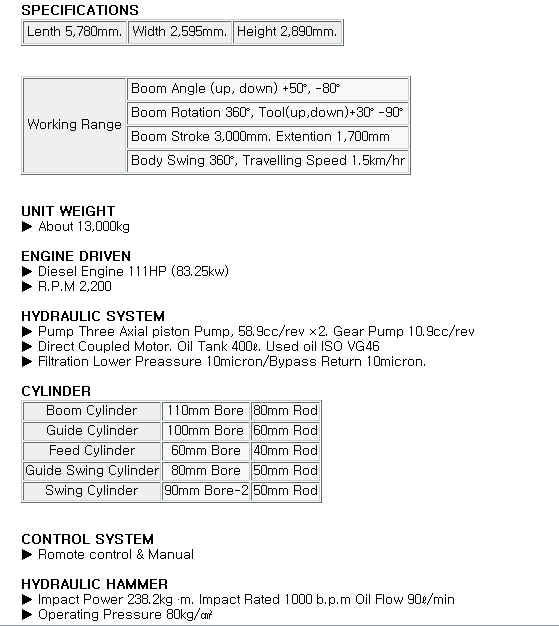 SPECIFICATIONS
Lenth 5,780mm. Width 2,595mm. Height 2,890mm.
Working Range
Boom Angle (up, down) +50°, -80°
Boom Rotation 360°, Tool(up,down)+30° -90°
Boom Stroke 3,000mm. Extention 1,700mm
Body Swing 360°, Travelling Speed 1.5km/hr
UNIT WEIGHT
▶ About 13,000kg
ENGINE DRIVEN
▶ Diesel Engine 111HP (83.25kw)
▶ R.P.M 2,200
HYDRAULIC SYSTEM
▶ Pump Three Axial piston Pump, 58.9cc/rev ×2. Gear Pump 10.9cc/rev
▶ Direct Coupled Motor. Oil Tank 400ℓ. Used oil ISO VG46
▶ Filtration Lower Preassure 10micron/Bypass Return 10micron.
CYLINDER
Boom Cylinder 110mm Bore 80mm Rod
Guide Cylinder 100mm Bore 60mm Rod
Feed Cylinder 60mm Bore 40mm Rod
Guide Swing Cylinder 80mm Bore 50mm Rod
Swing Cylinder 90mm Bore-2 50mm Rod
CONTROL SYSTEM
▶ Romote control & Manual
HYDRAULIC HAMMER
▶ Impact Power 238.2kg ·m. Impact Rated 1000 b.p.m Oil Flow 90ℓ/min
▶ Operating Pressure 80kg/㎠